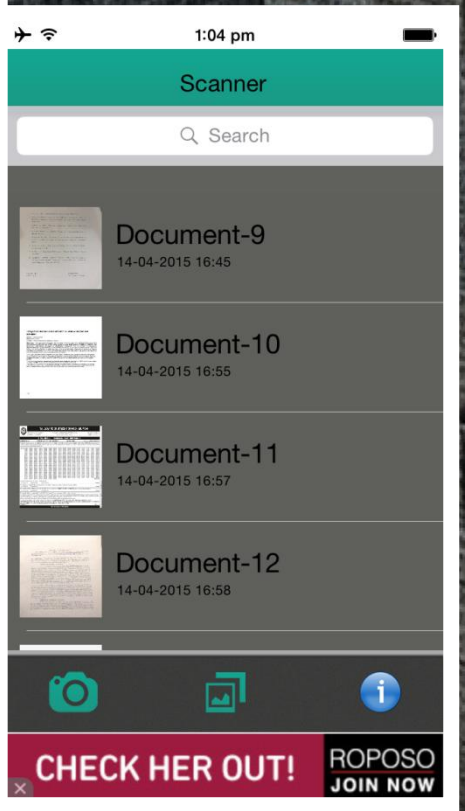 1:04 pm
Scanner
Search
Document-9
14-04-2015 16:45
Document-10
14-04-2015 16:55
Document-11
14-04-2015 16:57
Document-12
14-04-2015 16:58
i
CHECK HER OUT!
ROPOSO
JOIN NOW